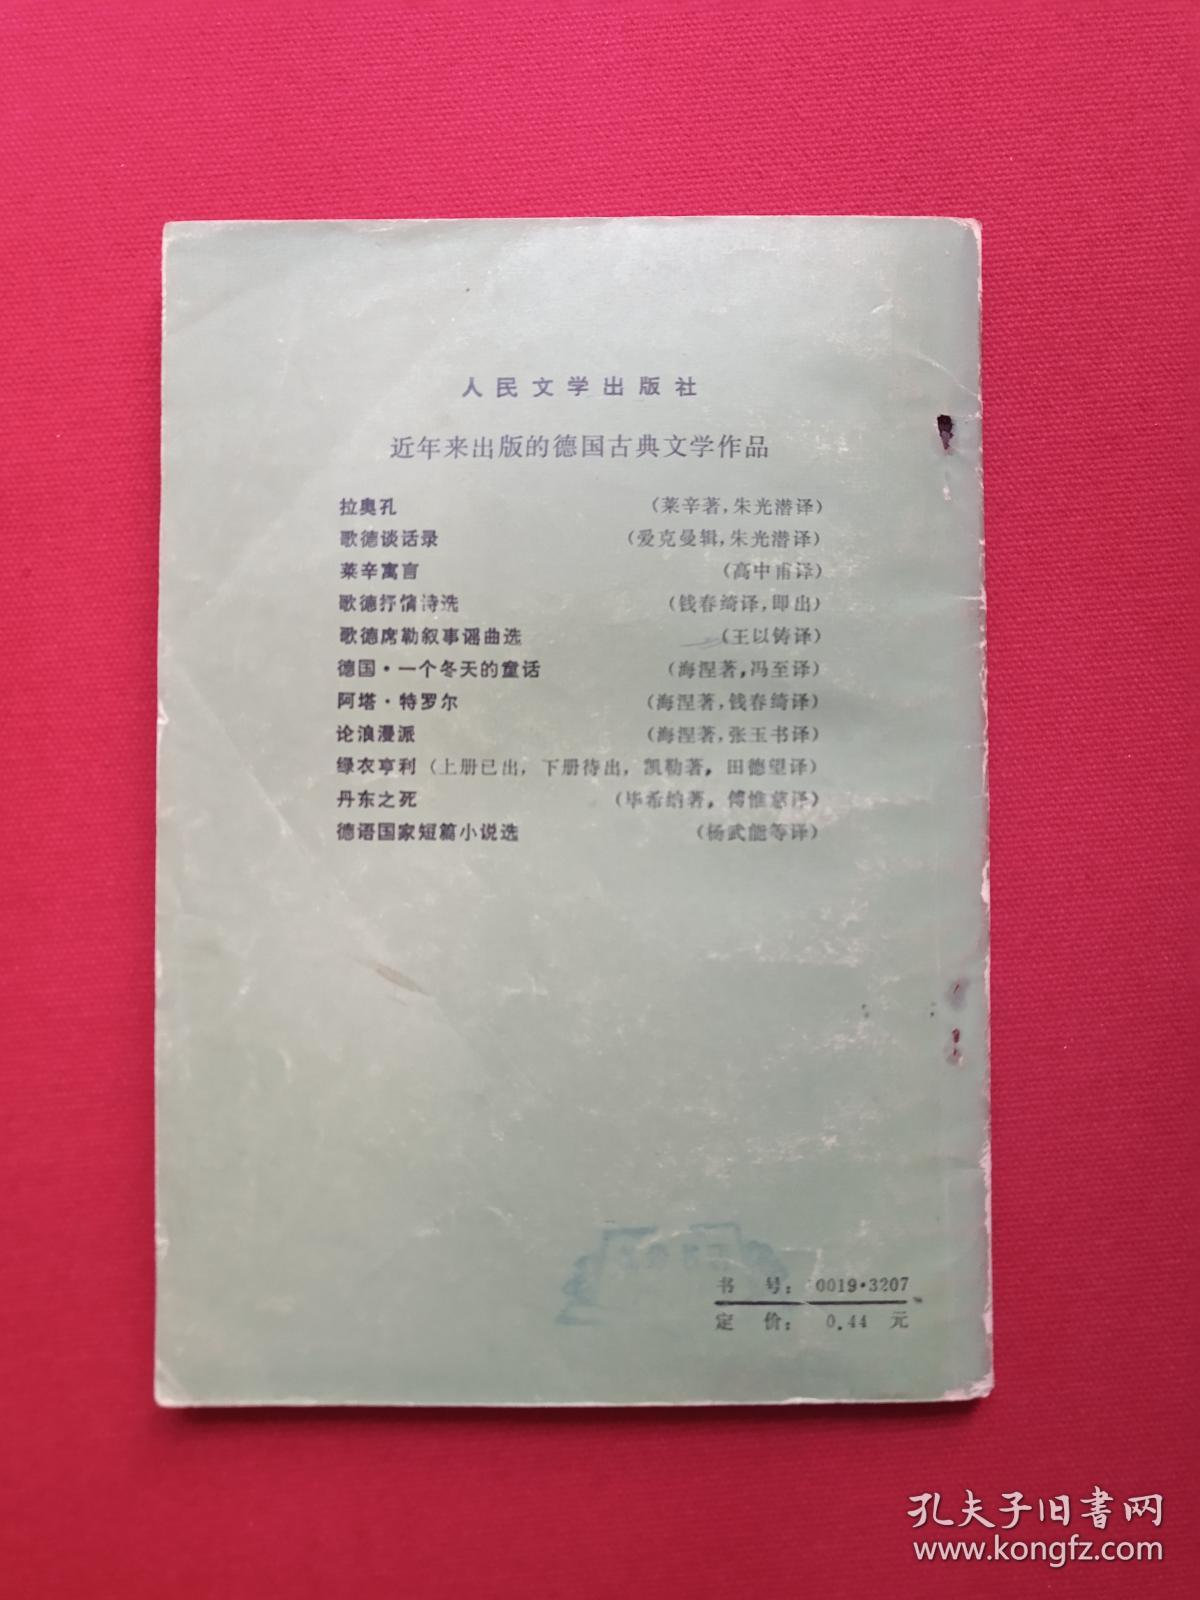 人民文学出版社
近年来出版的德国古典文学作品
拉奥孔 (莱辛著,朱光潜译)
歌德谈话录 (爱克曼辑,朱光潜译)
莱辛寓言 (高中甫译)
歌德抒情诗选 (钱春绮译,即出)
歌德席勒叙事谣曲选 (王以铸译)
德国·一个冬天的童话 (海涅著,冯至译)
阿塔·特罗尔 (海涅著,钱春绮译)
论浪漫派 (海涅著,张玉书译)
绿衣亨利 (上册已出, 下册待出, 凯勒著, 田德望译)
丹东之死 (毕希纳著, 傅惟慈译)
德语国家短篇小说选 (杨武能等译)
书 号: 0019·3207
定 价: 0.44 元
孔夫子旧书网
www.kongfz.com